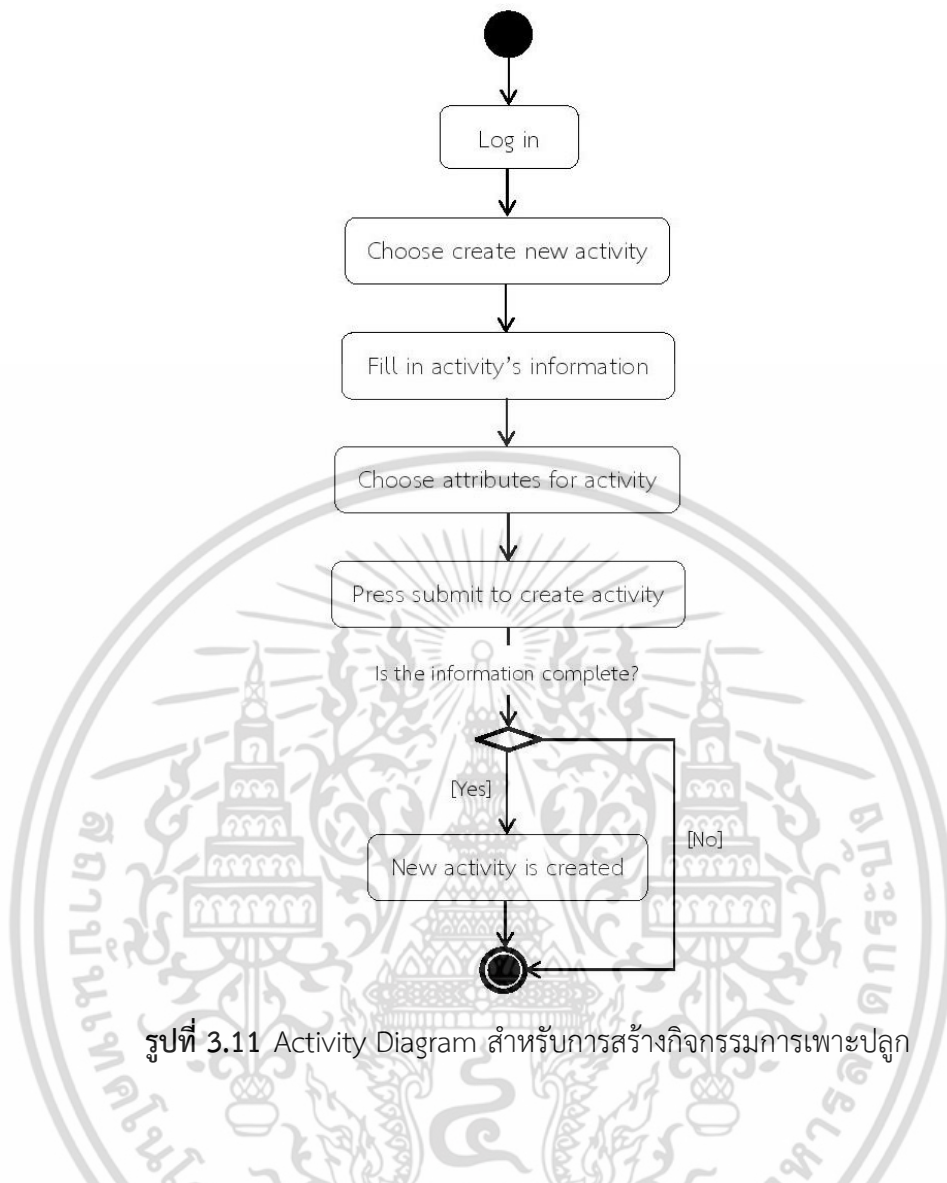 Log in
Choose create new activity
Fill in activity's information
Choose attributes for activity
Press submit to create activity
Is the information complete?
[Yes]
[No]
New activity is created
รูปที่ 3.11 Activity Diagram สำหรับการสร้างกิจกรรมการเพาะปลูก